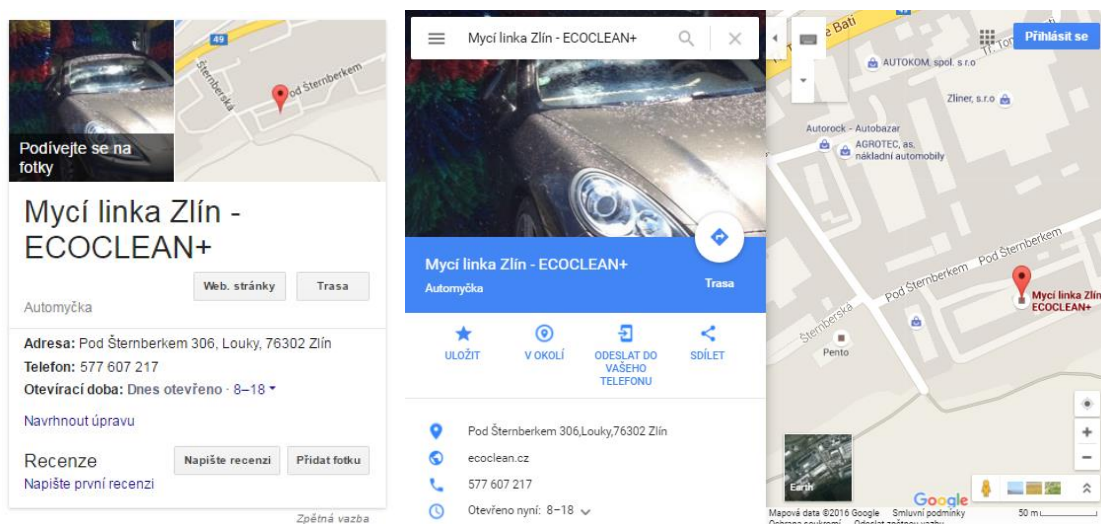 49
Šternberská
Pod Šternberkem
Podívejte se na
fotky
Mycí linka Zlín -
ECOCLEAN+
Web. stránky
Trasa
Automyčka
Adresa: Pod Šternberkem 306, Louky, 76302 Zlín
Telefon: 577 607 217
Otevírací doba: Dnes otevřeno · 8–18
Navrhnout úpravu
Recenze
Napište recenzi
Přidat fotku
Napište první recenzi
Zpětná vazba
Mycí linka Zlín - ECOCLEAN+
Mycí linka Zlín - ECOCLEAN+
Automyčka
Trasa
ULOŽIT
V OKOLÍ
ODESLAT DO
VAŠEHO
TELEFONU
SDÍLET
Pod Šternberkem 306,Louky,76302 Zlín
ecoclean.cz
577 607 217
Otevřeno nyní: 8–18
Bati
Přihlásit se
AUTOKOM, spol. s r.o
Zliner, s.r.o
Autorock - Autobazar
AGROTEC, as,
nákladní automobily
Pod Šternberkem
Pod Šternberkem
Mycí linka Zlín
ECOCLEAN+
Šternberská
Pento
Earth
Google
Mapová data ©2016 Google
Smluvní podmínky
50 m
Ochrana soukromí
Odeslat zpětnou vazbu